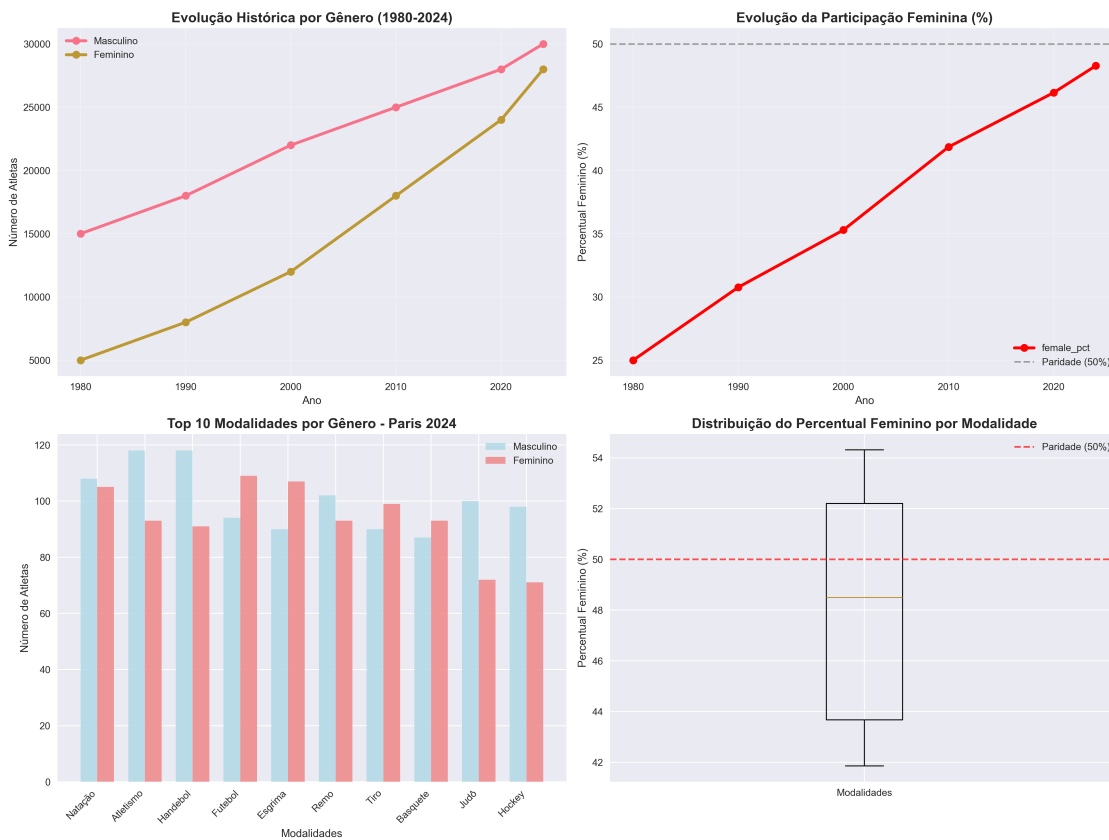 Evolução Histórica por Gênero (1980-2024)
Masculino
Feminino
Número de Atletas
30000
25000
20000
15000
10000
5000
1980
1990
2000
2010
2020
Ano
Evolução da Participação Feminina (%)
Percentual Feminino (%)
50
45
40
35
30
25
female_pct
Paridade (50%)
1980
1990
2000
2010
2020
Ano
Top 10 Modalidades por Gênero - Paris 2024
Masculino
Feminino
Número de Atletas
120
100
80
60
40
20
0
Natação
Atletismo
Handebol
Futebol
Esgrima
Remo
Tiro
Basquete
Judô
Hockey
Modalidades
Distribuição do Percentual Feminino por Modalidade
Paridade (50%)
Percentual Feminino (%)
54
52
50
48
46
44
42
Modalidades